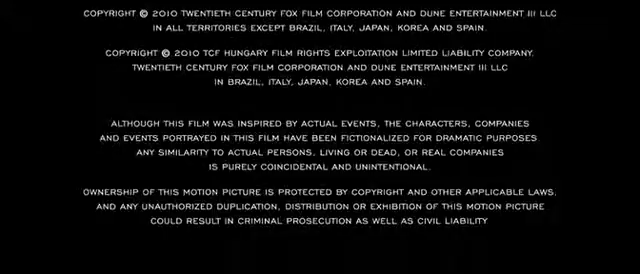 COPYRIGHT © 2010 TWENTIETH CENTURY FOX FILM CORPORATION AND DUNE ENTERTAINMENT III LLC
IN ALL TERRITORIES EXCEPT BRAZIL, ITALY, JAPAN, KOREA AND SPAIN.
COPYRIGHT © 2010 TCF HUNGARY FILM RIGHTS EXPLOITATION LIMITED LIABILITY COMPANY,
TWENTIETH CENTURY FOX FILM CORPORATION AND DUNE ENTERTAINMENT III LLC
IN BRAZIL, ITALY, JAPAN, KOREA AND SPAIN.
ALTHOUGH THIS FILM WAS INSPIRED BY ACTUAL EVENTS, THE CHARACTERS, COMPANIES
AND EVENTS PORTRAYED IN THIS FILM HAVE BEEN FICTIONALIZED FOR DRAMATIC PURPOSES.
ANY SIMILARITY TO ACTUAL PERSONS, LIVING OR DEAD, OR REAL COMPANIES
IS PURELY COINCIDENTAL AND UNINTENTIONAL.
OWNERSHIP OF THIS MOTION PICTURE IS PROTECTED BY COPYRIGHT AND OTHER APPLICABLE LAWS,
AND ANY UNAUTHORIZED DUPLICATION, DISTRIBUTION OR EXHIBITION OF THIS MOTION PICTURE
COULD RESULT IN CRIMINAL PROSECUTION AS WELL AS CIVIL LIABILITY